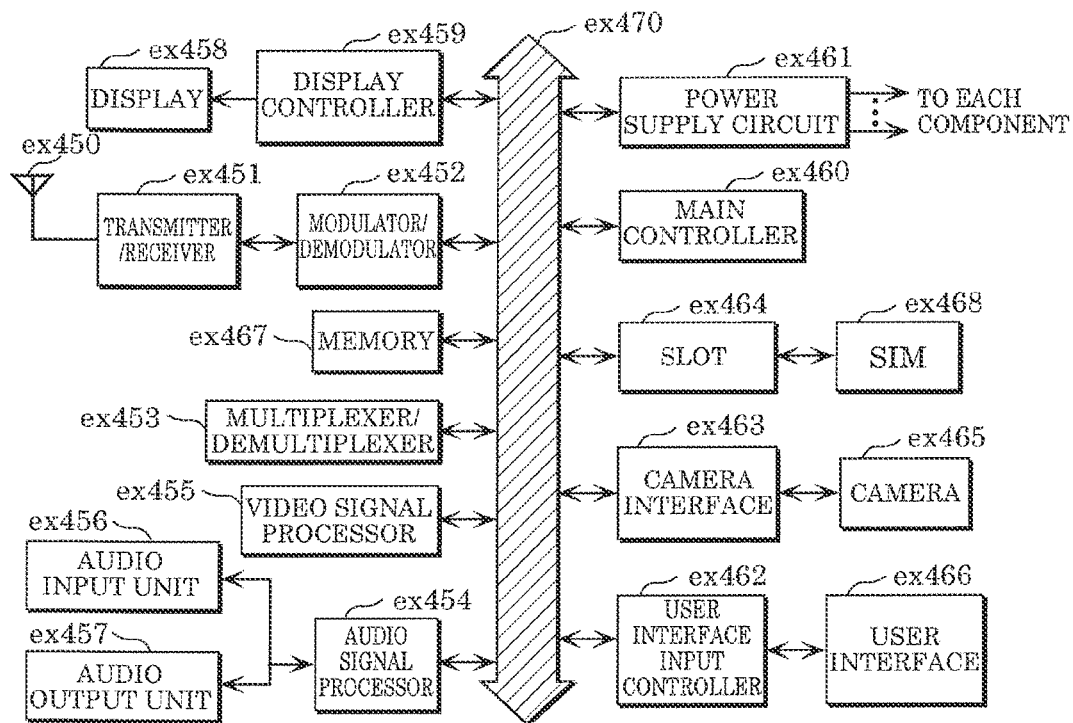 ex458
ex459
ex470
ex461
DISPLAY
DISPLAY
CONTROLLER
POWER
SUPPLY CIRCUIT
TO EACH
COMPONENT
ex450
ex451
ex452
ex460
TRANSMITTER
/RECEIVER
MODULATOR/
DEMODULATOR
MAIN
CONTROLLER
ex467
MEMORY
ex464
ex468
SLOT
SIM
ex453
MULTIPLEXER/
DEMULTIPLEXER
ex463
ex465
CAMERA
INTERFACE
CAMERA
ex455
VIDEO SIGNAL
PROCESSOR
ex456
AUDIO
INPUT UNIT
ex454
ex462
ex466
ex457
AUDIO
OUTPUT UNIT
AUDIO
SIGNAL
PROCESSOR
USER
INTERFACE
INPUT
CONTROLLER
USER
INTERFACE